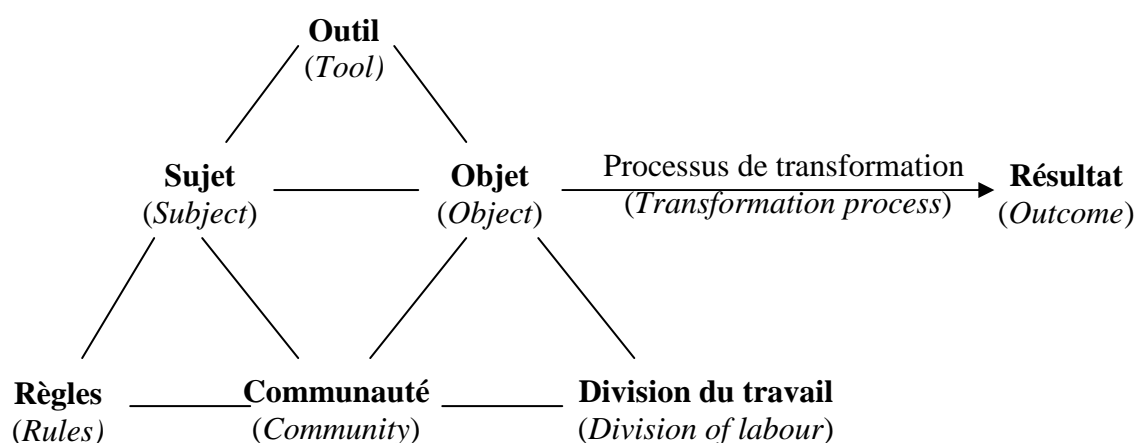 Outil
(Tool)
Sujet Objet Processus de transformation Résultat
(Subject) (Object) (Transformation process) (Outcome)
Règles Communauté Division du travail
(Rules) (Community) (Division of labour)